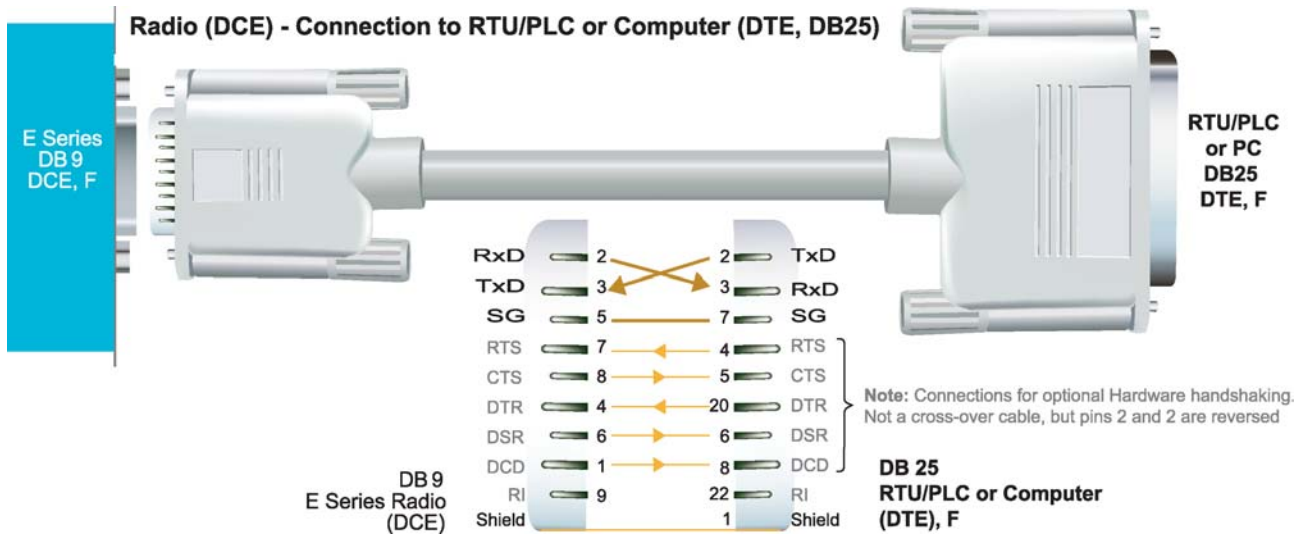 Radio (DCE) - Connection to RTU/PLC or Computer (DTE, DB25)
E Series
DB 9
DCE, F
RTU/PLC
or PC
DB25
DTE, F
RxD 2 2 TxD
TxD 3 3 RxD
SG 5 7 SG
RTS 7 4 RTS
CTS 8 5 CTS
DTR 4 20 DTR
DSR 6 6 DSR
DCD 1 8 DCD
RI 9 22 RI
Shield 1 Shield
Note: Connections for optional Hardware handshaking.
Not a cross-over cable, but pins 2 and 2 are reversed
DB 9
E Series Radio
(DCE)
DB 25
RTU/PLC or Computer
(DTE), F